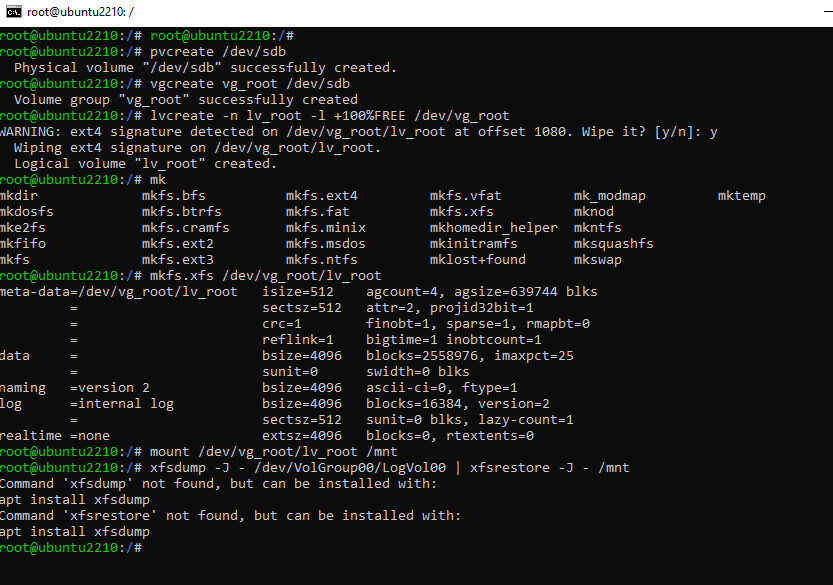 root@ubuntu2210: /
root@ubuntu2210:/# root@ubuntu2210:/#
root@ubuntu2210:/# pvcreate /dev/sdb
  Physical volume "/dev/sdb" successfully created.
root@ubuntu2210:/# vgcreate vg_root /dev/sdb
  Volume group "vg_root" successfully created
root@ubuntu2210:/# lvcreate -n lv_root -l +100%FREE /dev/vg_root
WARNING: ext4 signature detected on /dev/vg_root/lv_root at offset 1080. Wipe it? [y/n]: y
  Wiping ext4 signature on /dev/vg_root/lv_root.
  Logical volume "lv_root" created.
root@ubuntu2210:/# mk
mkdir             mkfs.bfs          mkfs.ext4         mkfs.vfat         mk_modmap         mktemp
mkdosfs           mkfs.btrfs        mkfs.fat          mkfs.xfs          mknod
mke2fs            mkfs.cramfs       mkfs.minix        mkhomedir_helper  mkntfs
mkfifo            mkfs.ext2         mkfs.msdos        mkinitramfs       mksquashfs
mkfs              mkfs.ext3         mkfs.ntfs         mklost+found      mkswap
root@ubuntu2210:/# mkfs.xfs /dev/vg_root/lv_root
meta-data=/dev/vg_root/lv_root   isize=512    agcount=4, agsize=639744 blks
         =                       sectsz=512   attr=2, projid32bit=1
         =                       crc=1        finobt=1, sparse=1, rmapbt=0
         =                       reflink=1    bigtime=1 inobtcount=1
data     =                       bsize=4096   blocks=2558976, imaxpct=25
         =                       sunit=0      swidth=0 blks
naming   =version 2              bsize=4096   ascii-ci=0, ftype=1
log      =internal log           bsize=4096   blocks=16384, version=2
         =                       sectsz=512   sunit=0 blks, lazy-count=1
realtime =none                   extsz=4096   blocks=0, rtextents=0
root@ubuntu2210:/# mount /dev/vg_root/lv_root /mnt
root@ubuntu2210:/# xfsdump -J - /dev/VolGroup00/LogVol00 | xfsrestore -J - /mnt
Command 'xfsdump' not found, but can be installed with:
apt install xfsdump
Command 'xfsrestore' not found, but can be installed with:
apt install xfsdump
root@ubuntu2210:/#